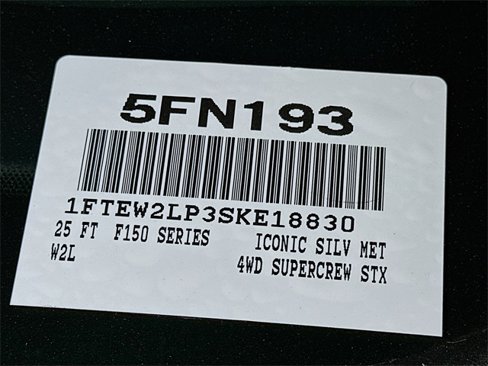 5FN193
1FTEW2LP3SKE18830
25 FT F150 SERIES ICONIC SILV MET
W2L 4WD SUPERCREW STX